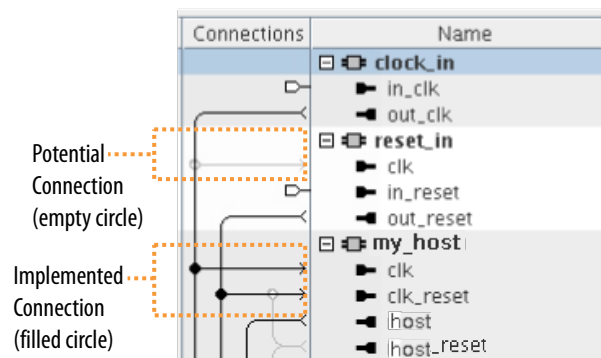 Connections Name
clock_in
in_clk
out_clk
reset_in
Potential
Connection
(empty circle)
clk
in_reset
out_reset
my_host
Implemented
Connection
(filled circle)
clk
clk_reset
host
host_reset